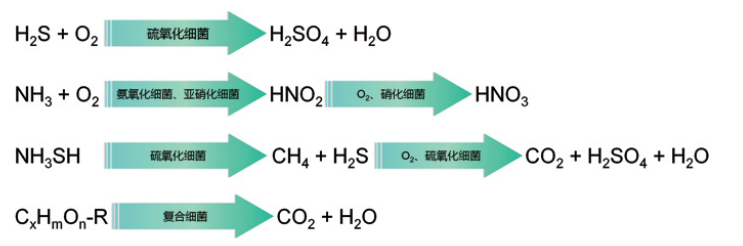 H₂S + O₂ 硫氧化细菌 H₂SO₄ + H₂O
NH₃ + O₂ 氨氧化细菌、亚硝化细菌 HNO₂ O₂、硝化细菌 HNO₃
NH₃SH 硫氧化细菌 CH₄ + H₂S O₂、硫氧化细菌 CO₂ + H₂SO₄ + H₂O
CₓHₘOₙ-R 复合细菌 CO₂ + H₂O